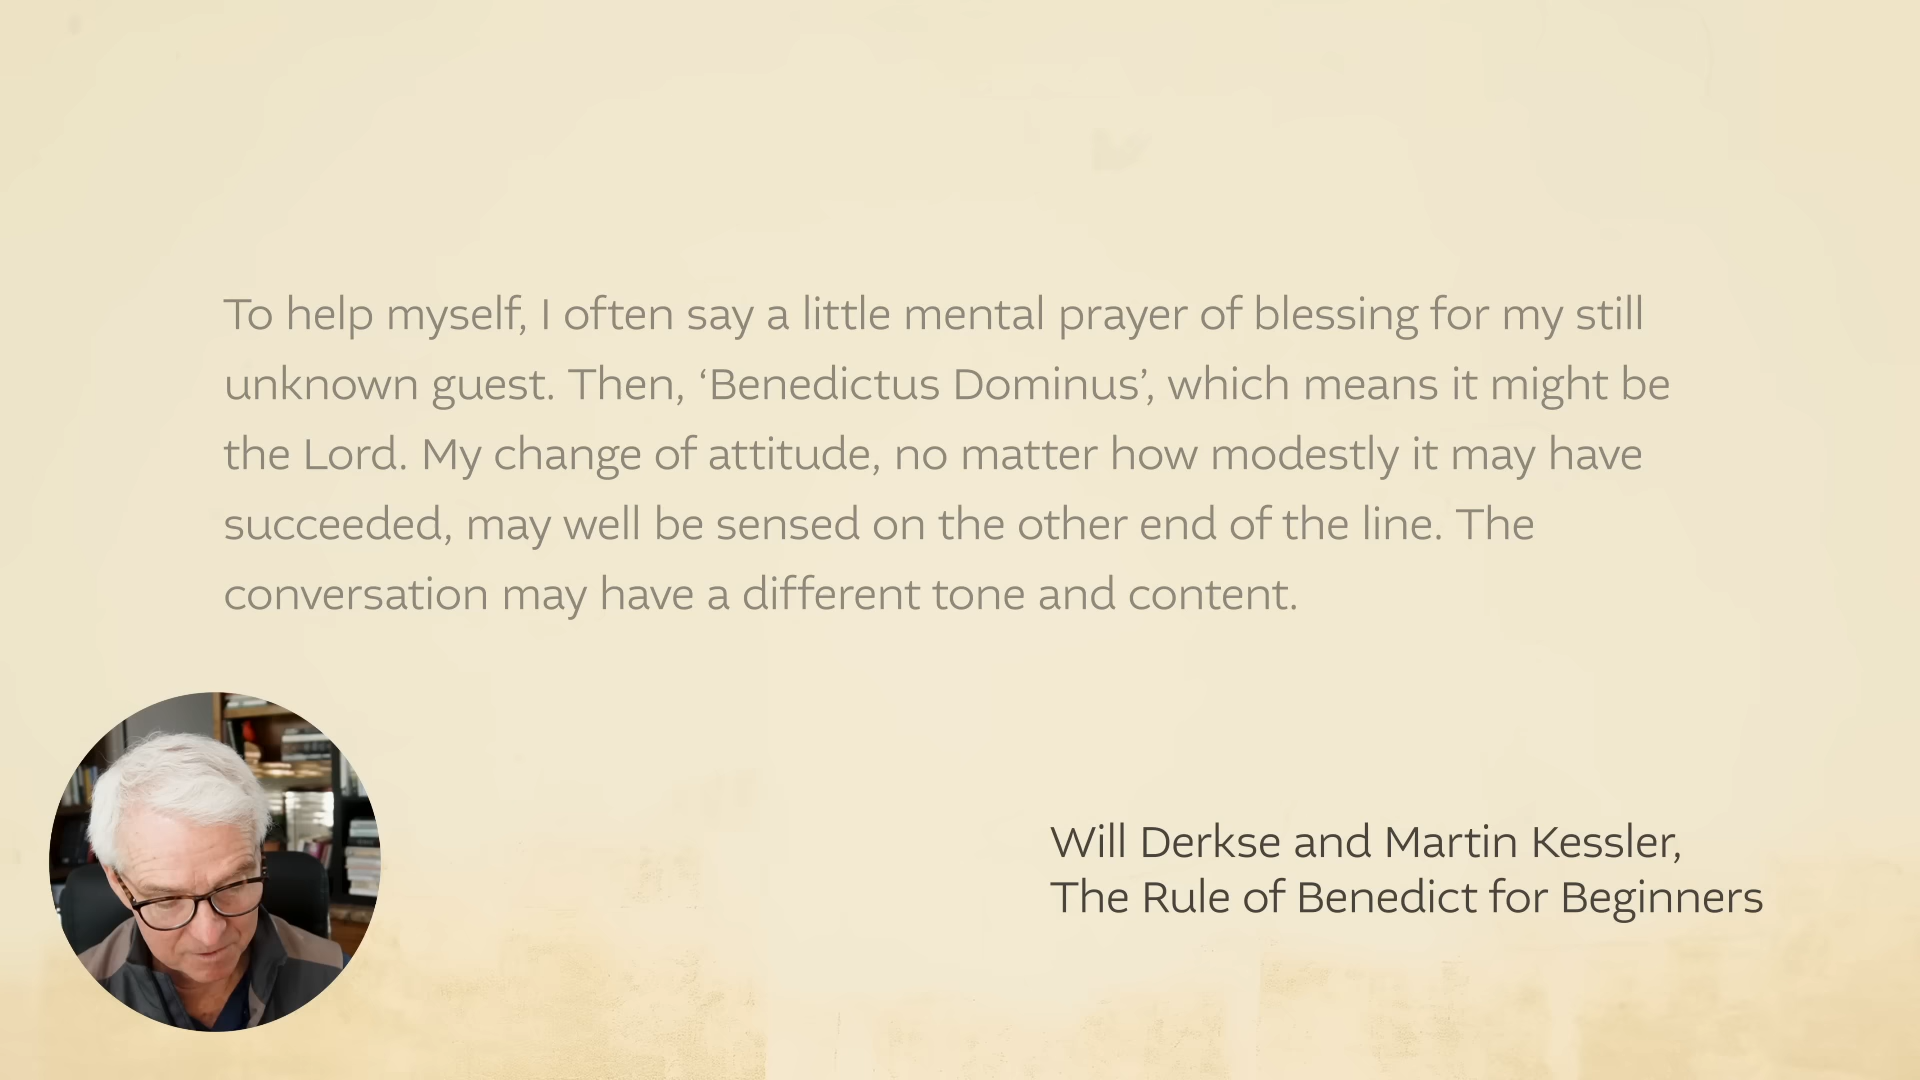 To help myself, I often say a little mental prayer of blessing for my still
unknown guest. Then, ‘Benedictus Dominus’, which means it might be
the Lord. My change of attitude, no matter how modestly it may have
succeeded, may well be sensed on the other end of the line. The
conversation may have a different tone and content.
Will Derkse and Martin Kessler,
The Rule of Benedict for Beginners